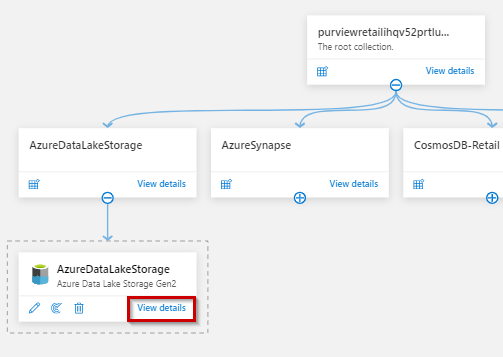 purviewretailihqv52prtlu...
The root collection.
View details
AzureDataLakeStorage
View details
AzureSynapse
View details
CosmosDB-Retail
AzureDataLakeStorage
Azure Data Lake Storage Gen2
View details